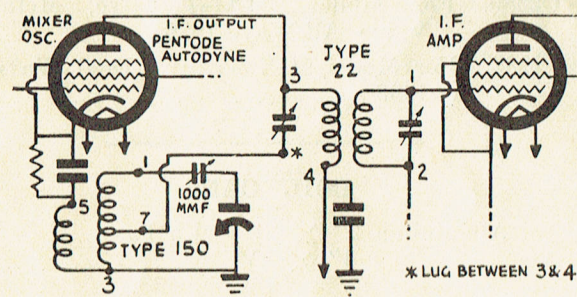 MIXER
OSC.
I.F. OUTPUT
PENTODE
AUTODYNE
I.F.
AMP.
JYPE
22
3
1
*
4
2
5
1
1000
MMF
7
TYPE 150
3
* LUG BETWEEN 3&4